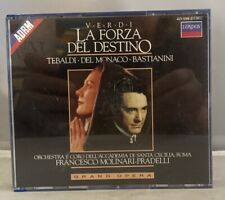 ADRM
VERDI
LA FORZA
DEL DESTINO
TEBALDI · DEL MONACO · BASTIANINI
LONDON
ORCHESTRA E CORO DELL'ACCADEMIA DI SANTA CECILIA, ROMA
FRANCESCO MOLINARI-PRADELLI
GRAND OPERA